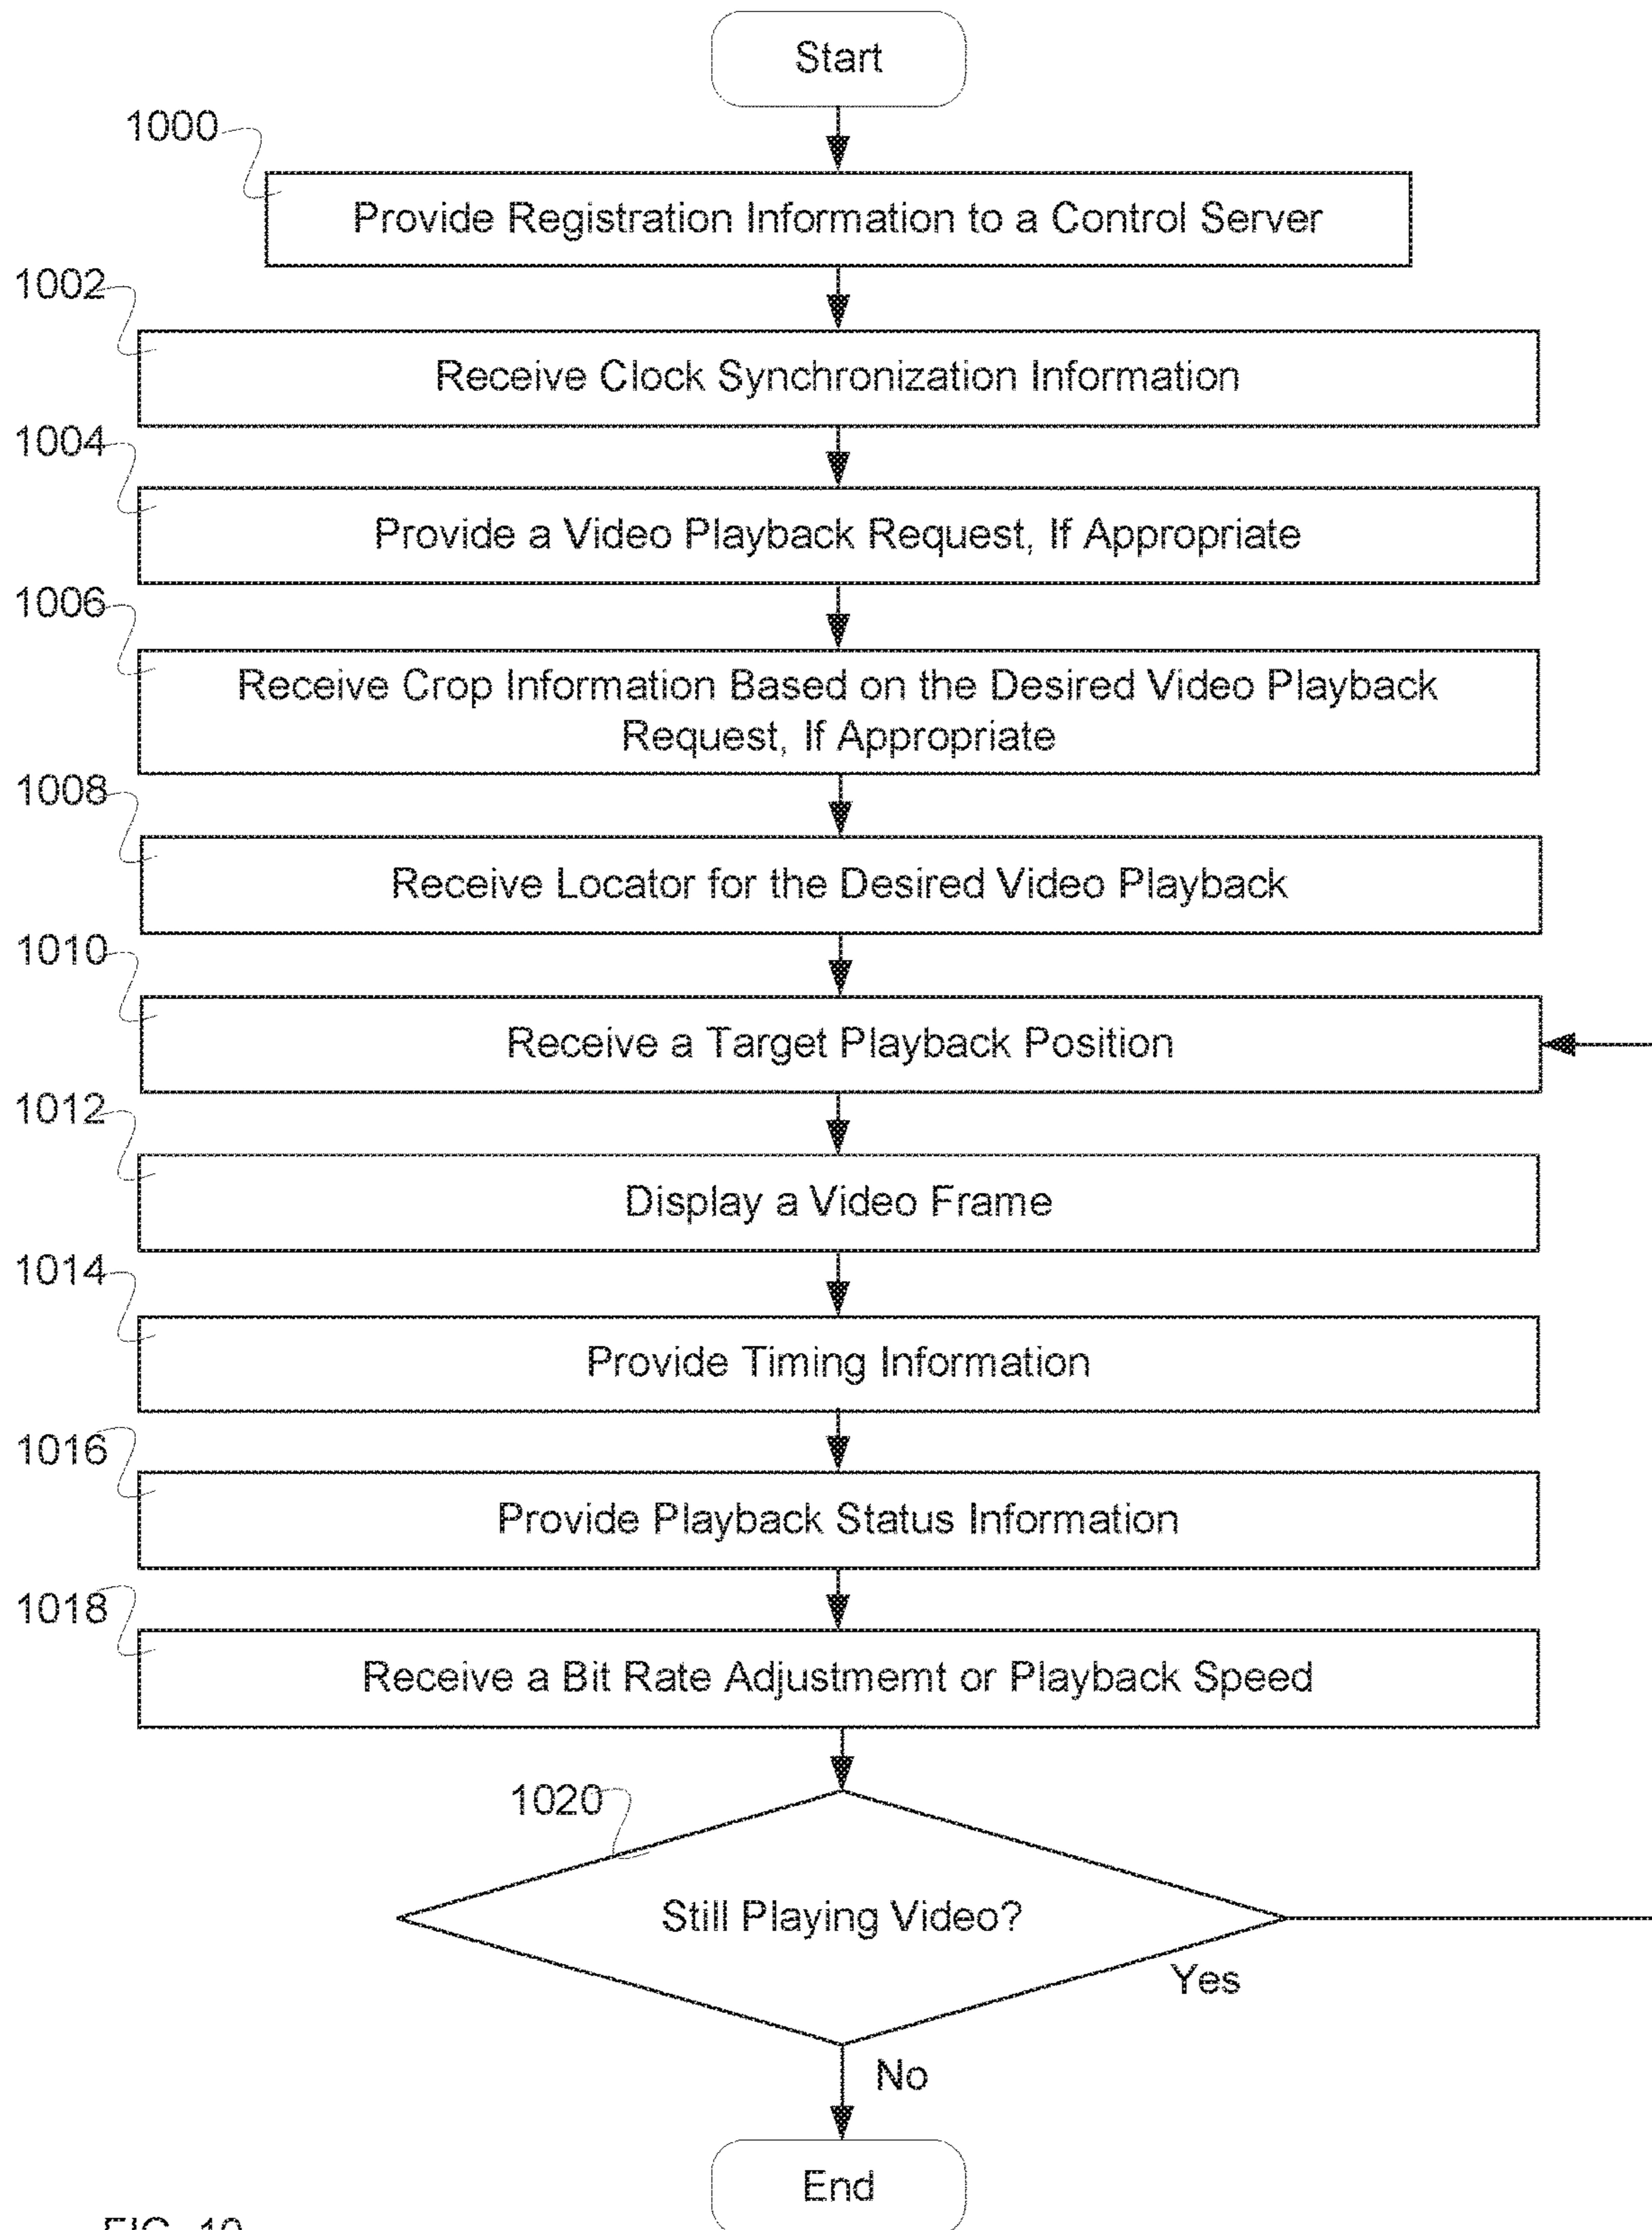 Start
1000
Provide Registration Information to a Control Server
1002
Receive Clock Synchronization Information
1004
Provide a Video Playback Request, If Appropriate
1006
Receive Crop Information Based on the Desired Video Playback
Request, If Appropriate
1008
Receive Locator for the Desired Video Playback
1010
Receive a Target Playback Position
1012
Display a Video Frame
1014
Provide Timing Information
1016
Provide Playback Status Information
1018
Receive a Bit Rate Adjustmemt or Playback Speed
1020
Still Playing Video?
Yes
No
End
FIG. 10